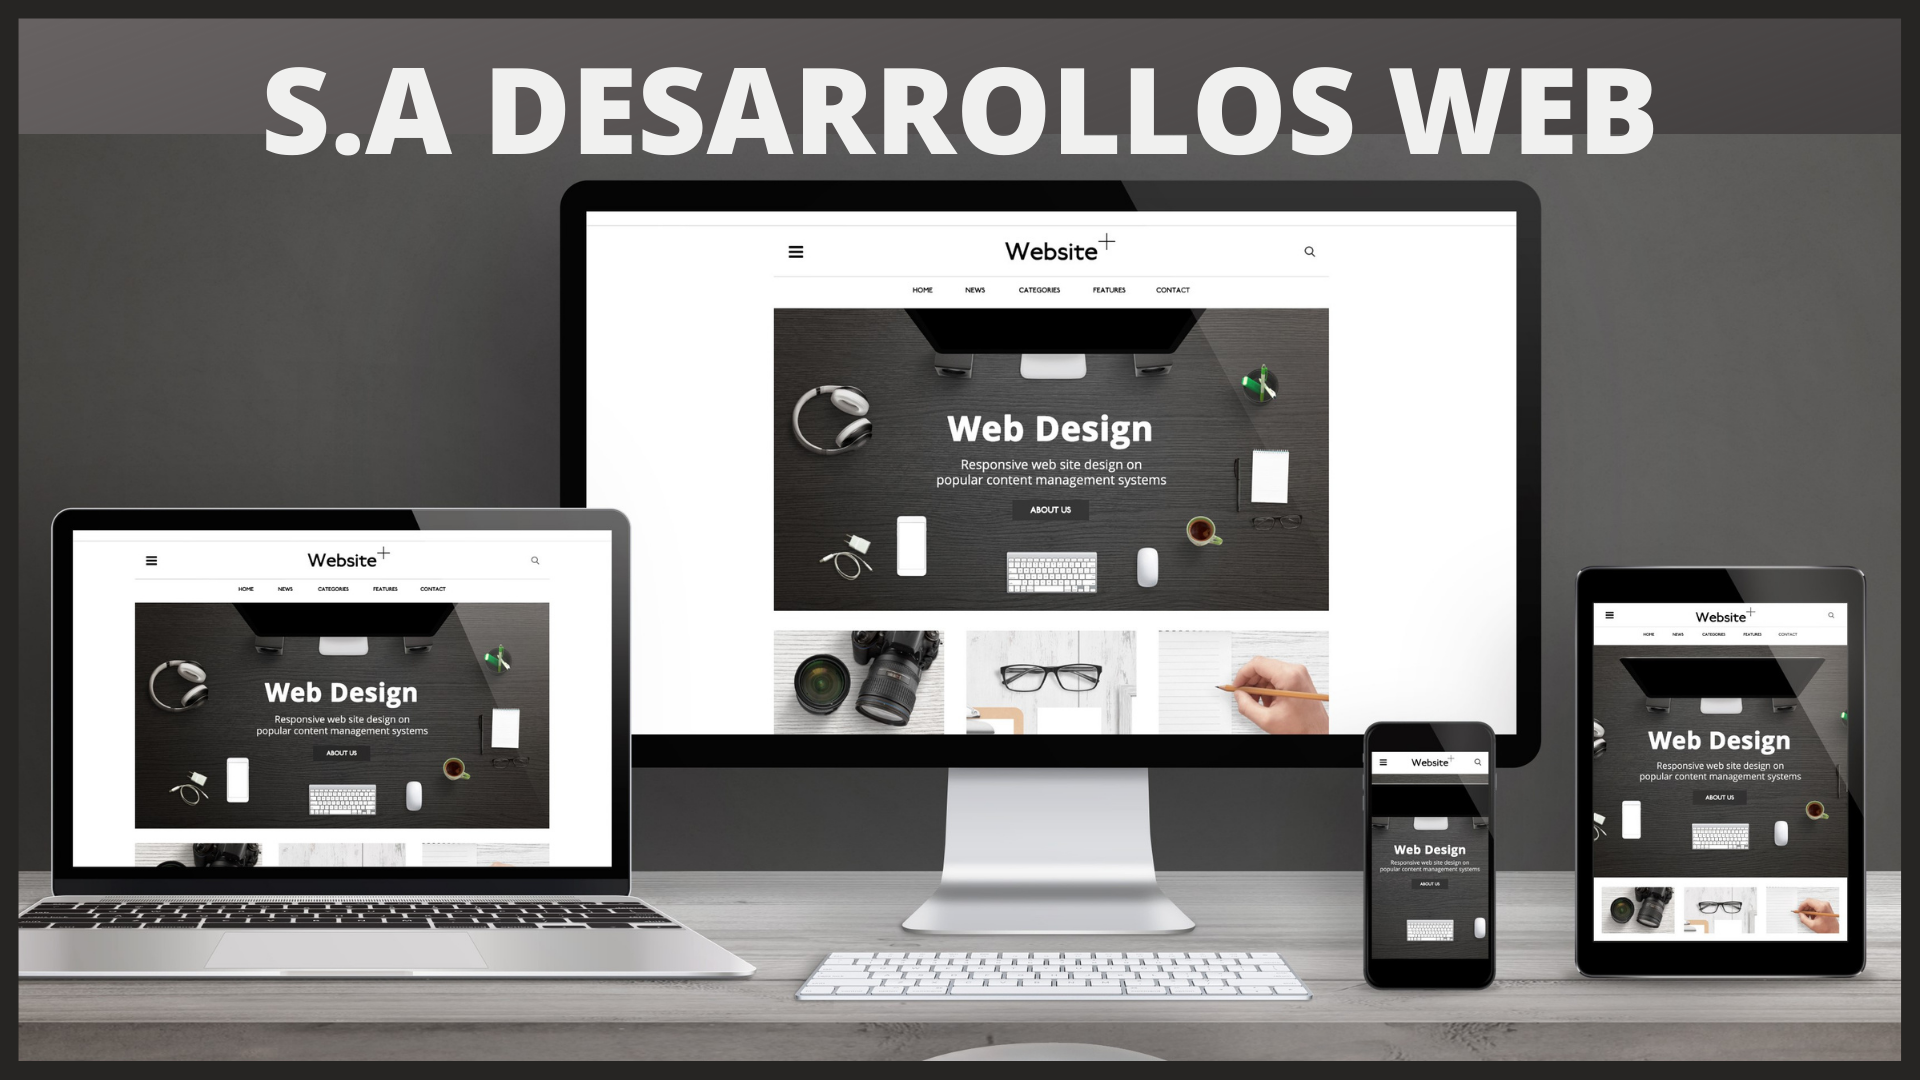 S.A DESARROLLOS WEB
Website+
HOME NEWS CATEGORIES FEATURES CONTACT
Web Design
Responsive web site design on
popular content management systems
ABOUT US
Website+
HOME NEWS CATEGORIES FEATURES CONTACT
Web Design
Responsive web site design on
popular content management systems
ABOUT US
Website+
Web Design
Responsive web site design on
popular content management systems
ABOUT US
Website+
HOME NEWS CATEGORIES FEATURES CONTACT
Web Design
Responsive web site design on
popular content management systems
ABOUT US